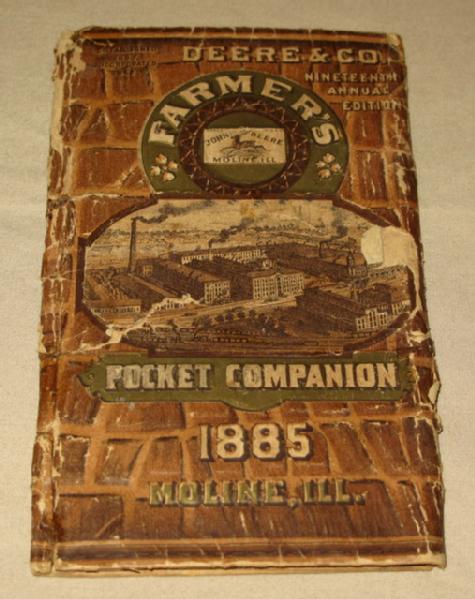 DEERE & CO.
NINETEENTH
ANNUAL
EDITION
FARMER'S
JOHN DEERE
MOLINE, ILL
POCKET COMPANION
1885
MOLINE, ILL.